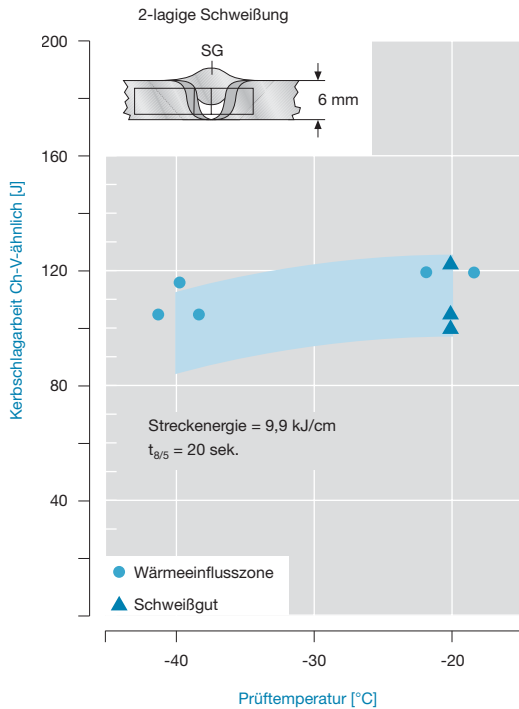 2-lagige Schweißung
SG
6 mm
Kerbschlagarbeit Ch-V-ähnlich [J]
200
160
120
80
40
Streckenergie = 9,9 kJ/cm
t8/5 = 20 sek.
Wärmeeinflusszone
Schweißgut
-40
-30
-20
Prüftemperatur [°C]